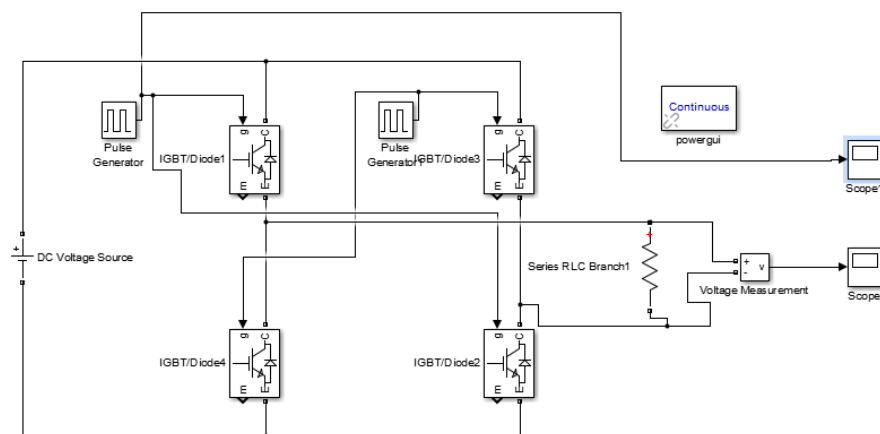 Continuous
powergui
Pulse
Generator
g
C
m
E
IGBT/Diode1
Pulse
Generator1
g
C
m
E
IGBT/Diode3
Scope1
+
DC Voltage Source
+
Series RLC Branch1
+
-
v
Voltage Measurement
Scope
g
C
m
E
IGBT/Diode4
g
C
m
E
IGBT/Diode2